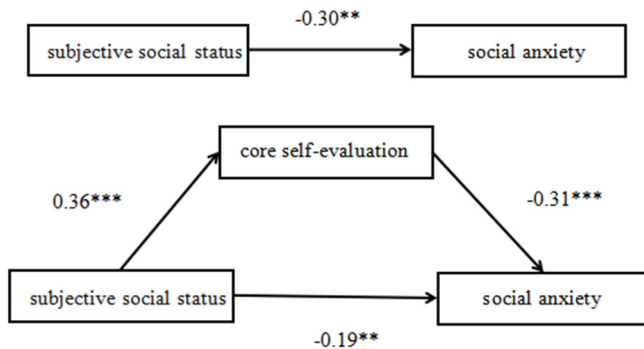 -0.30**
subjective social status
social anxiety
core self-evaluation
0.36***
-0.31***
subjective social status
social anxiety
-0.19**